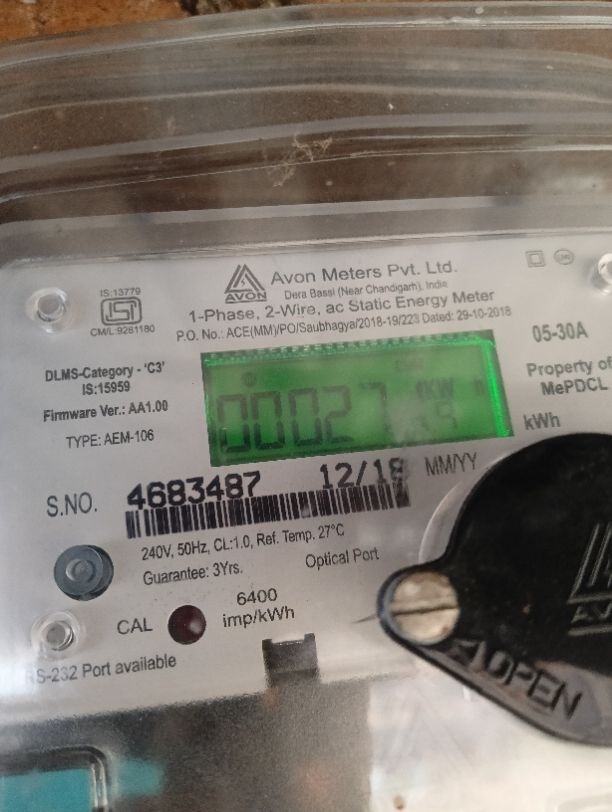 IS:13779
ISI
CM/L:9281180
AVON
Avon Meters Pvt. Ltd.
Dera Bassi (Near Chandigarh), India
1-Phase, 2-Wire, ac Static Energy Meter
P.O. No.: ACE(MM)/PO/Saubhagya/2018-19/223 Dated: 29-10-2018
05-30A
DLMS-Category - 'C3'
IS:15959
Firmware Ver.: AA1.00
TYPE: AEM-106
00027
Property of
MePDCL
kWh
S.NO. 4683487 12/18 MM/YY
240V, 50Hz, CL:1.0, Ref. Temp. 27°C
Guarantee: 3Yrs.
Optical Port
CAL
6400
imp/kWh
RS-232 Port available
OPEN